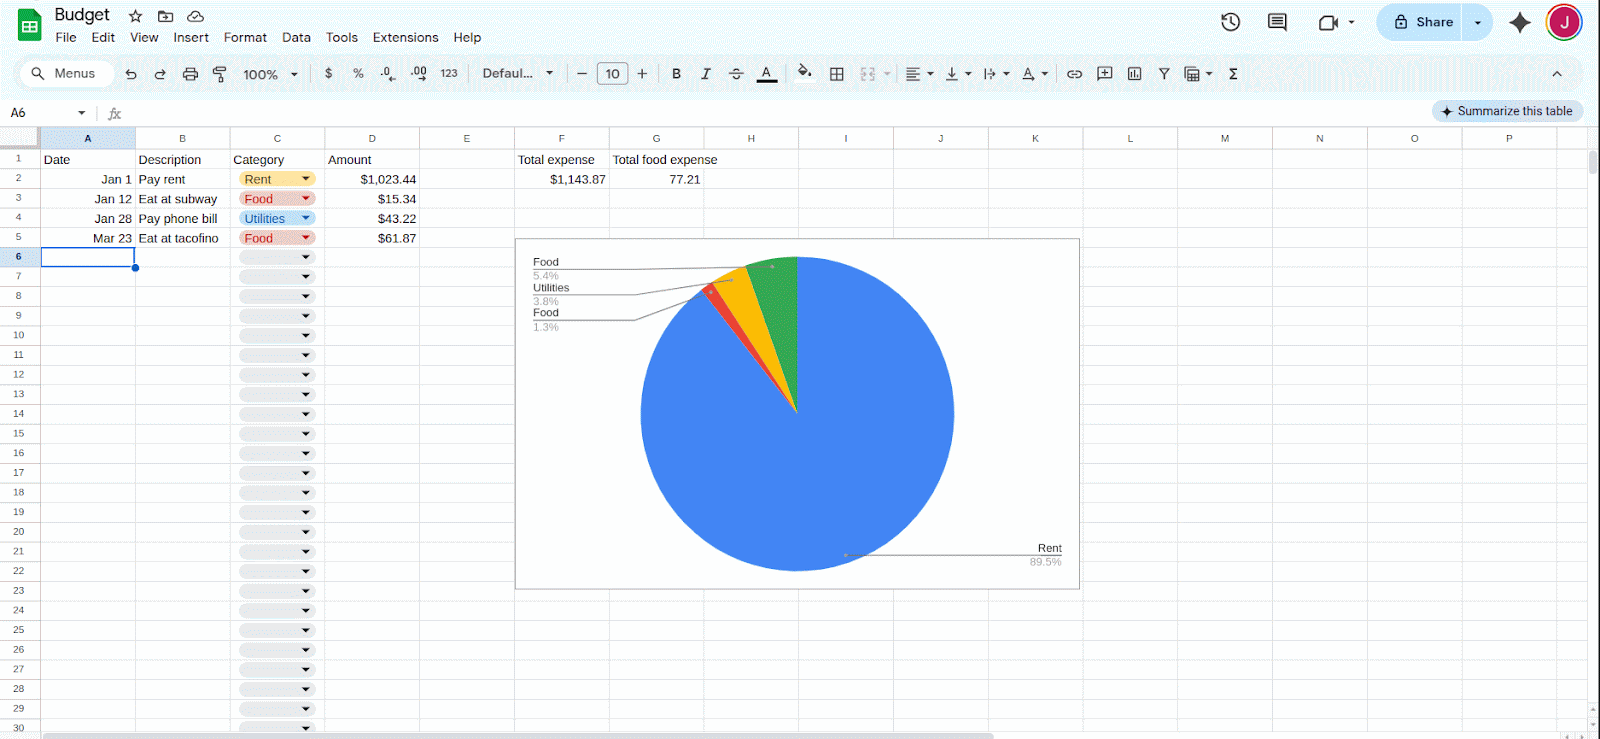 Budget
File Edit View Insert Format Data Tools Extensions Help
Share
J
Menus
100%
$ % .0 .00 123
Defaul...
10
B I A
Σ
A6
fx
Summarize this table
A B C D E F G H I J K L M N O P
1 Date Description Category Amount Total expense Total food expense
2 Jan 1 Pay rent Rent $1,023.44 $1,143.87 77.21
3 Jan 12 Eat at subway Food $15.34
4 Jan 28 Pay phone bill Utilities $43.22
5 Mar 23 Eat at tacofino Food $61.87
6
7
8
9
10
11
12
13
14
15
16
17
18
19
20
21
22
23
24
25
26
27
28
29
30
Food
5.4%
Utilities
3.8%
Food
1.3%
Rent
89.5%